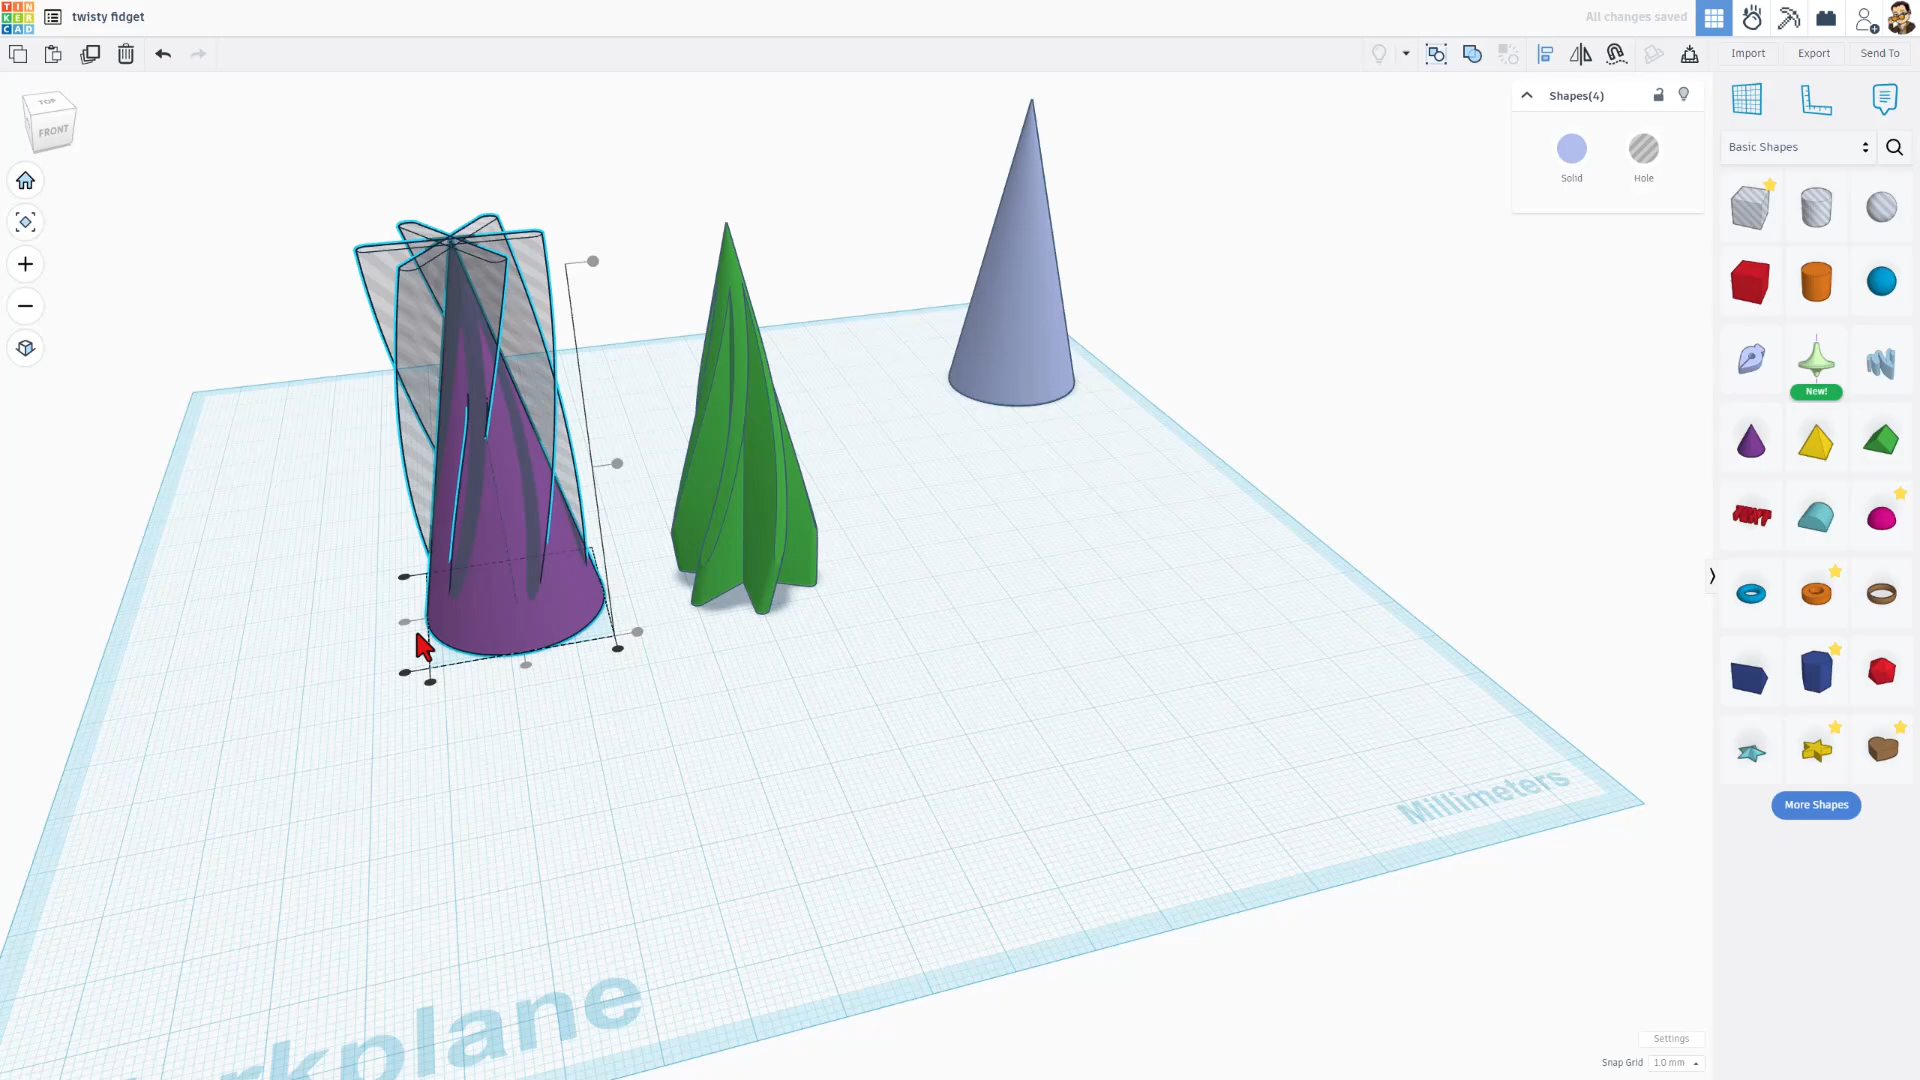 TIN
KER
CAD
twisty fidget
All changes saved
Import
Export
Send To
TOP
FRONT
Shapes(4)
Solid
Hole
Basic Shapes
New!
TEXT
More Shapes
Millimeters
rkplane
Settings
Snap Grid
1.0 mm